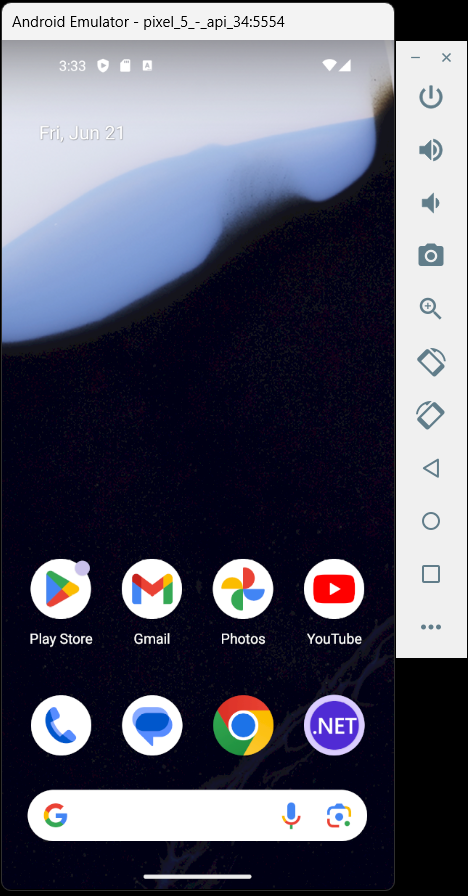 Android Emulator - pixel_5_-_api_34:5554
3:33
Fri, Jun 21
Play Store
Gmail
Photos
YouTube
.NET